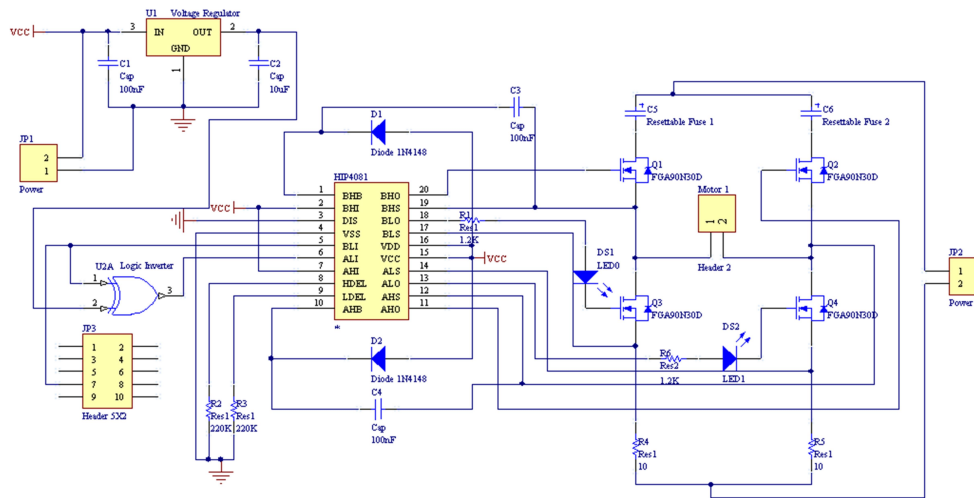 U1 Voltage Regulator
VCC
3 IN OUT 2
GND
1
C1
Cap
100nF
C2
Cap
10uF
JP1
2
1
Power
D1
Diode 1N4148
C3
Cap
100nF
C5
Resettable Fuse 1
C6
Resettable Fuse 2
Q1
FGA90N30D
Q2
FGA90N30D
Motor 1
1 2
Header 2
HIP4081
1 BHB BHO 20
2 BHI BHS 19
3 DIS BLO 18
4 VSS BLS 17
5 BLI VDD 16
6 ALI VCC 15
7 AHI ALS 14
8 HDEL ALO 13
9 LDEL AHS 12
10 AHB AHO 11
*
VCC
VCC
R1
Res1
1.2K
DS1
LED0
Q3
FGA90N30D
Q4
FGA90N30D
DS2
LED1
R6
Res2
1.2K
JP2
1
2
Power
U2A Logic Inverter
1
2
3
JP3
1 2
3 4
5 6
7 8
9 10
Header 5X2
D2
Diode 1N4148
C4
Cap
100nF
R2
Res1
220K
R3
Res1
220K
R4
Res1
10
R5
Res1
10